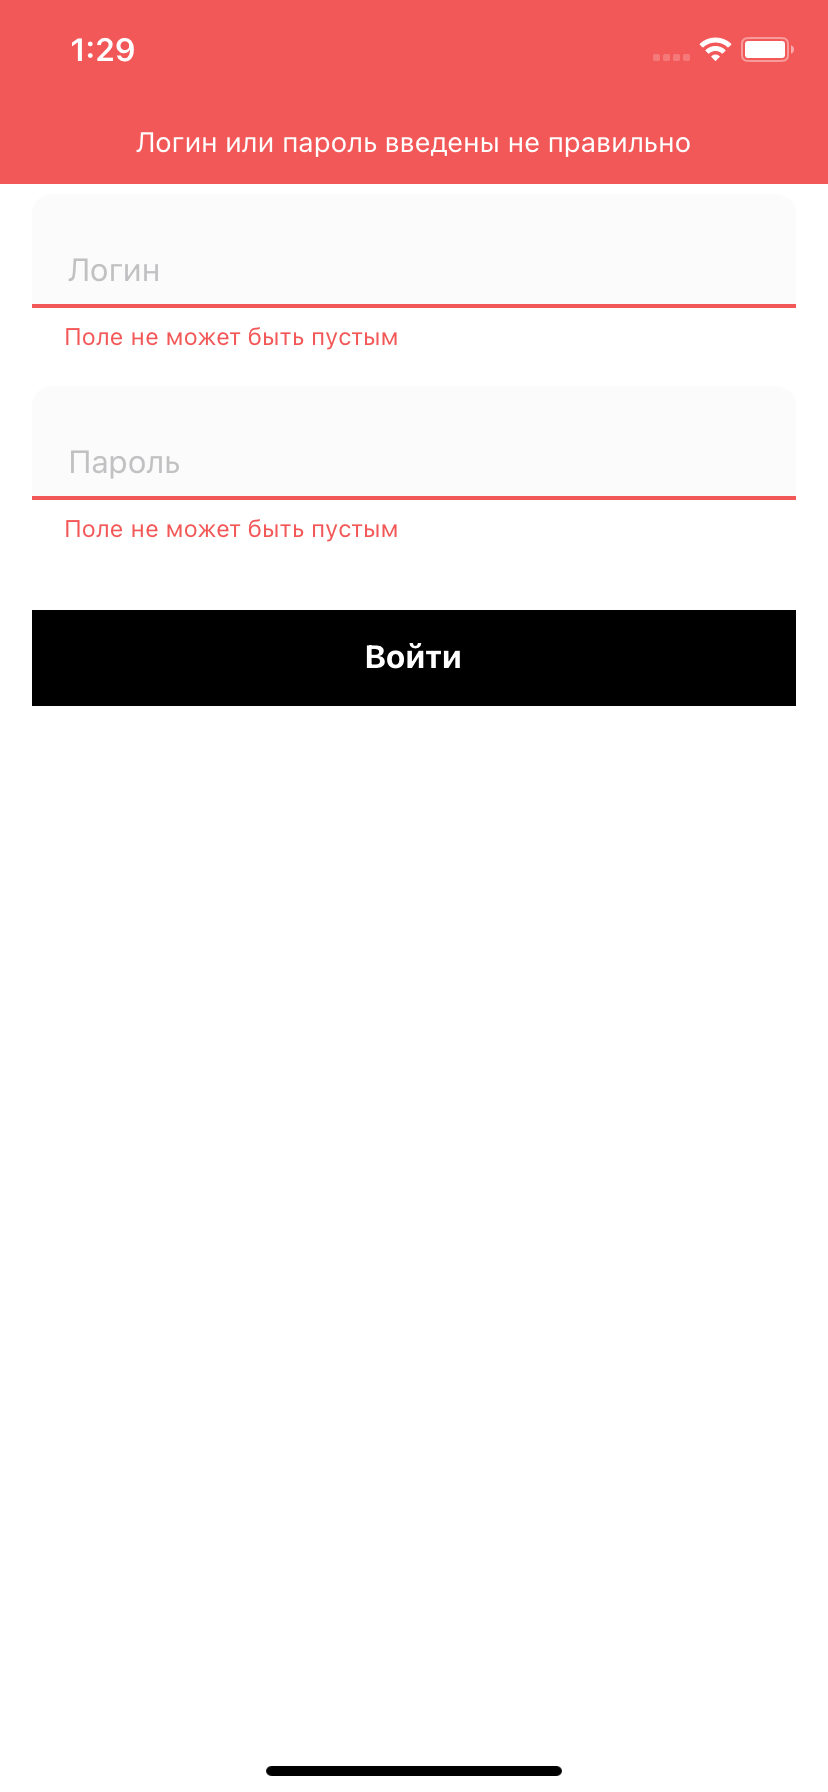 1:29
Логин или пароль введены не правильно
Логин
Поле не может быть пустым
Пароль
Поле не может быть пустым
Войти